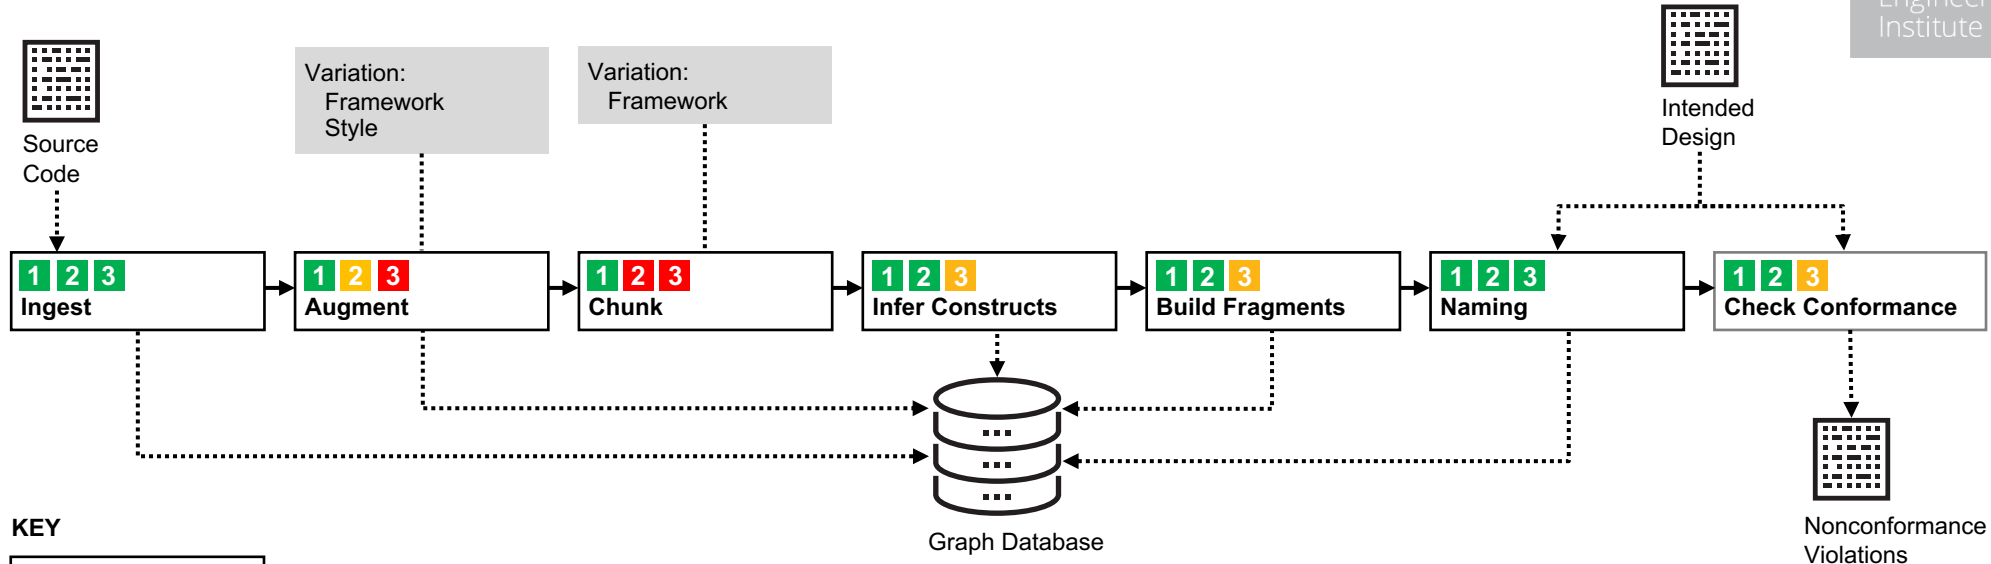 Engineer
Institute
Source
Code
Variation:
Framework
Style
Variation:
Framework
Intended
Design
1 2 3
Ingest
1 2 3
Augment
1 2 3
Chunk
1 2 3
Infer Constructs
1 2 3
Build Fragments
1 2 3
Naming
1 2 3
Check Conformance
...
...
...
Graph Database
Nonconformance
Violations
KEY